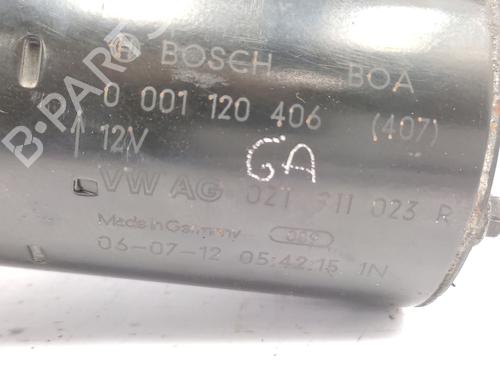 BOSCH BOA
0 001 120 406 (407)
12V
GA
VW AG 021 911 023 R
Made in Germany
06-07-12 05:42:15 1N